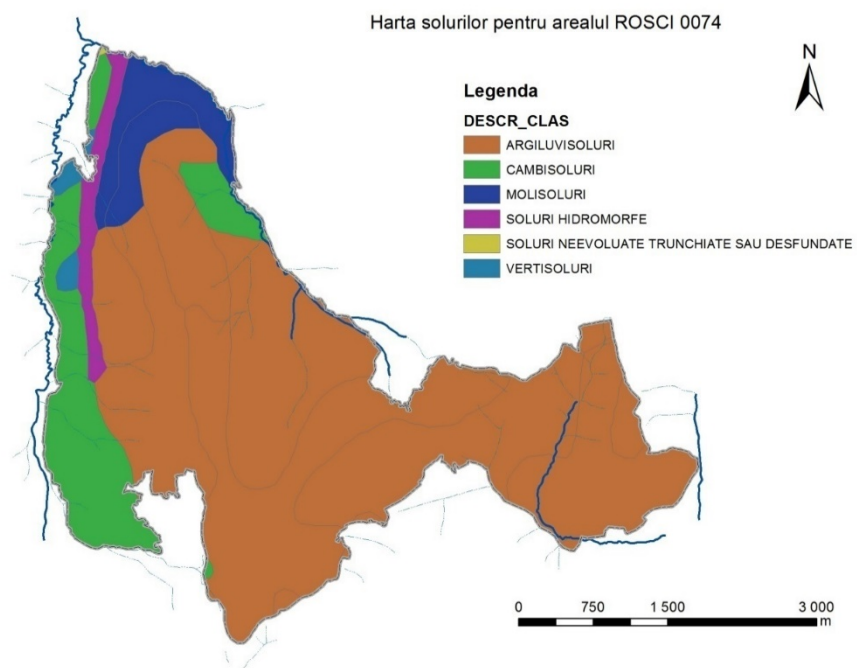 Harta solurilor pentru arealul ROSCI 0074
N
Legenda
DESCR_CLAS
ARGILUVISOLURI
CAMBISOLURI
MOLISOLURI
SOLURI HIDROMORFE
SOLURI NEEVOLUATE TRUNCHIATE SAU DESFUNDATE
VERTISOLURI
0 750 1 500 3 000
m